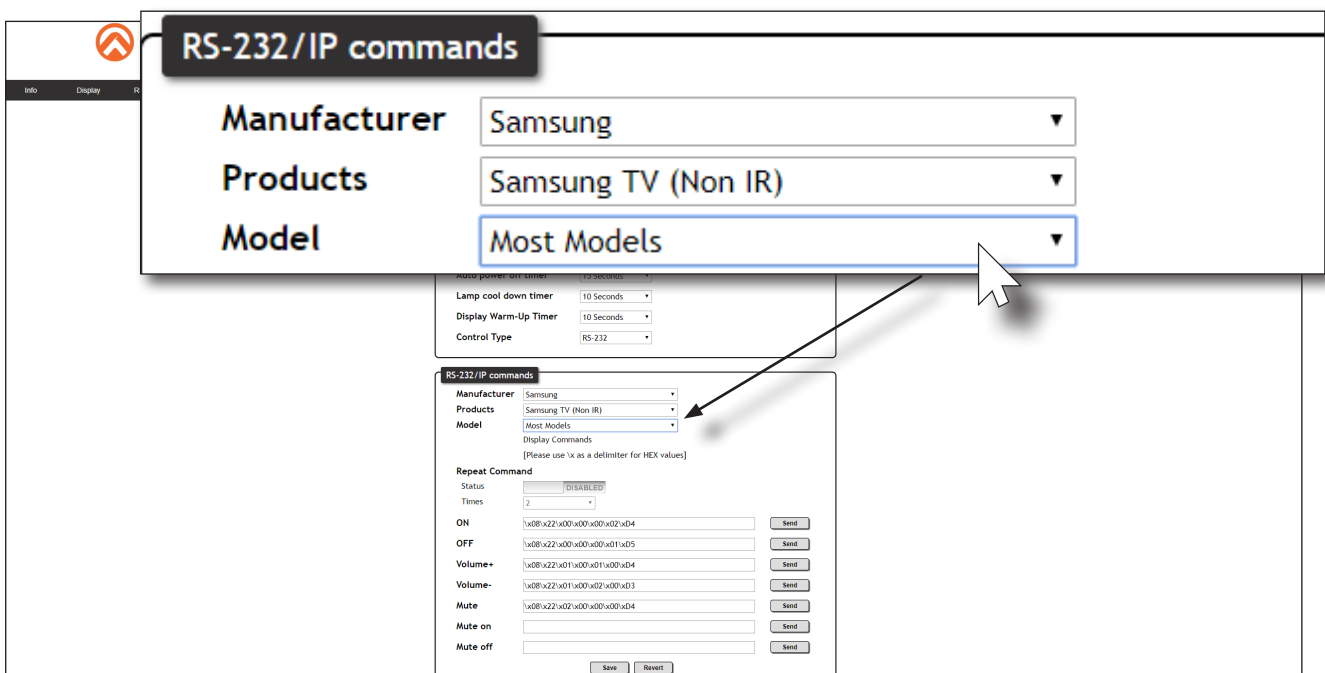 RS-232/IP commands
Manufacturer Samsung
Products Samsung TV (Non IR)
Model Most Models
Info Display R
Auto power off timer 15 Seconds
Lamp cool down timer 10 Seconds
Display Warm-Up Timer 10 Seconds
Control Type RS-232
RS-232/IP commands
Manufacturer Samsung
Products Samsung TV (Non IR)
Model Most Models
Display Commands
[Please use \x as a delimiter for HEX values]
Repeat Command
Status DISABLED
Times 2
ON \x08\x22\x00\x00\x00\x02\xD4 Send
OFF \x08\x22\x00\x00\x00\x01\xD5 Send
Volume+ \x08\x22\x01\x00\x01\x00\xD4 Send
Volume- \x08\x22\x01\x00\x02\x00\xD3 Send
Mute \x08\x22\x02\x00\x00\x00\xD4 Send
Mute on Send
Mute off Send
Save Revert